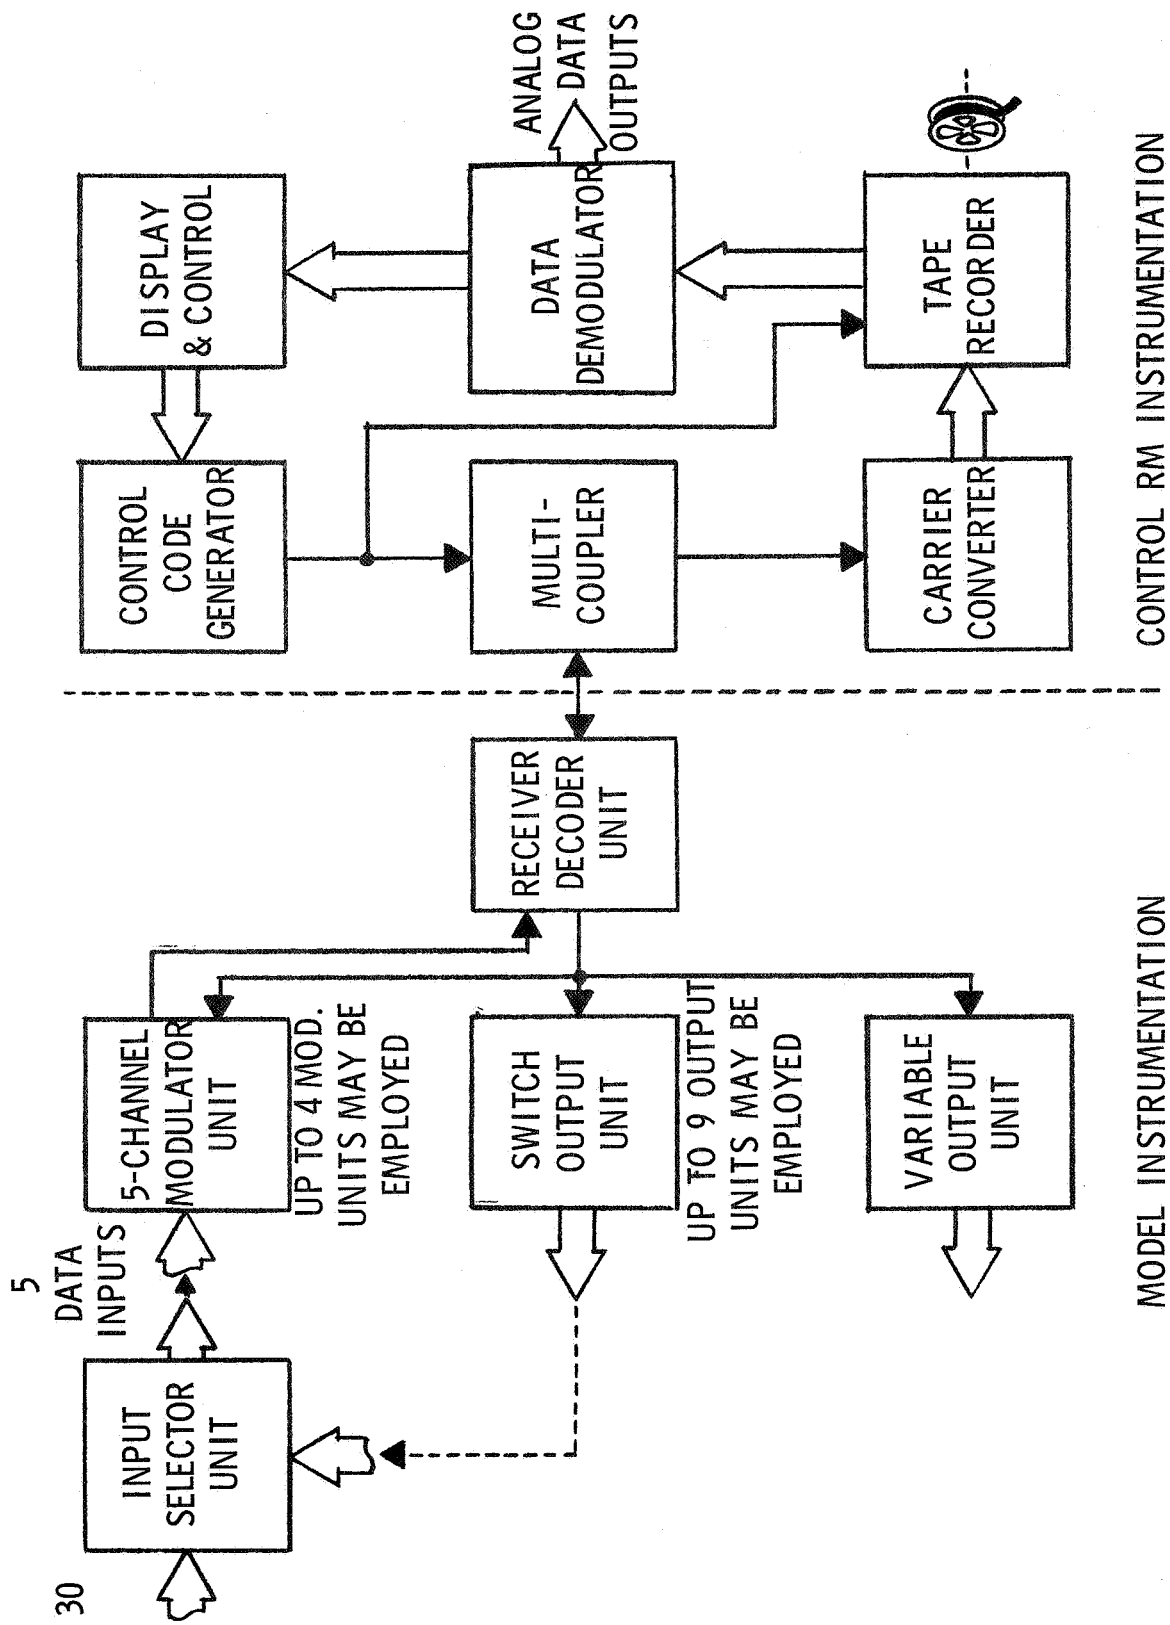 30
INPUT
SELECTOR
UNIT
5
DATA
INPUTS
5-CHANNEL
MODULATOR
UNIT
UP TO 4 MOD.
UNITS MAY BE
EMPLOYED
SWITCH
OUTPUT
UNIT
UP TO 9 OUTPUT
UNITS MAY BE
EMPLOYED
VARIABLE
OUTPUT
UNIT
RECEIVER
DECODER
UNIT
MODEL INSTRUMENTATION
CONTROL
CODE
GENERATOR
DISPLAY
& CONTROL
MULTI-
COUPLER
DATA
DEMODULATOR
ANALOG
DATA
OUTPUTS
CARRIER
CONVERTER
TAPE
RECORDER
CONTROL RM INSTRUMENTATION